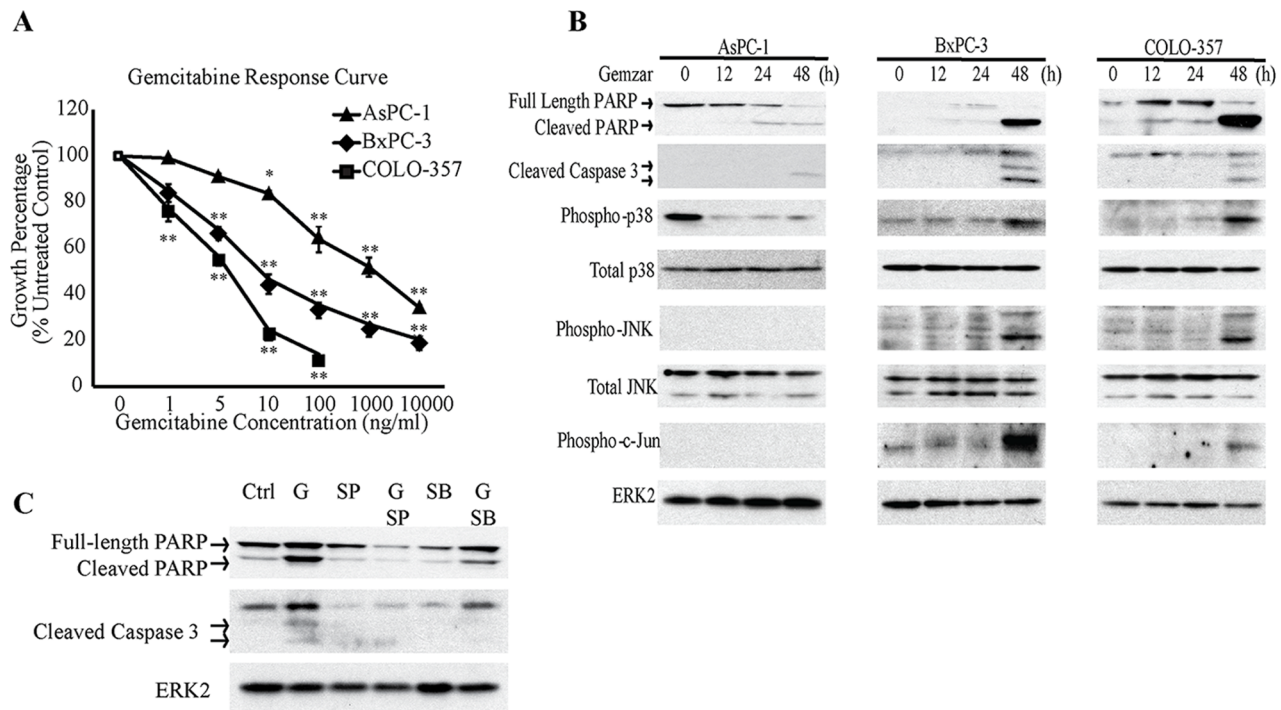 A
Gemcitabine Response Curve
120
100
80
60
40
20
0
Growth Percentage
(% Untreated Control)
AsPC-1
BxPC-3
COLO-357
*
**
**
**
**
**
**
**
**
**
**
**
**
**
**
0 1 5 10 100 1000 10000
Gemcitabine Concentration (ng/ml)
B
AsPC-1 BxPC-3 COLO-357
Gemzar 0 12 24 48 (h) 0 12 24 48 (h) 0 12 24 48 (h)
Full Length PARP
Cleaved PARP
Cleaved Caspase 3
Phospho-p38
Total p38
Phospho-JNK
Total JNK
Phospho-c-Jun
ERK2
C
Ctrl G SP G SB G
SP SB
Full-length PARP
Cleaved PARP
Cleaved Caspase 3
ERK2